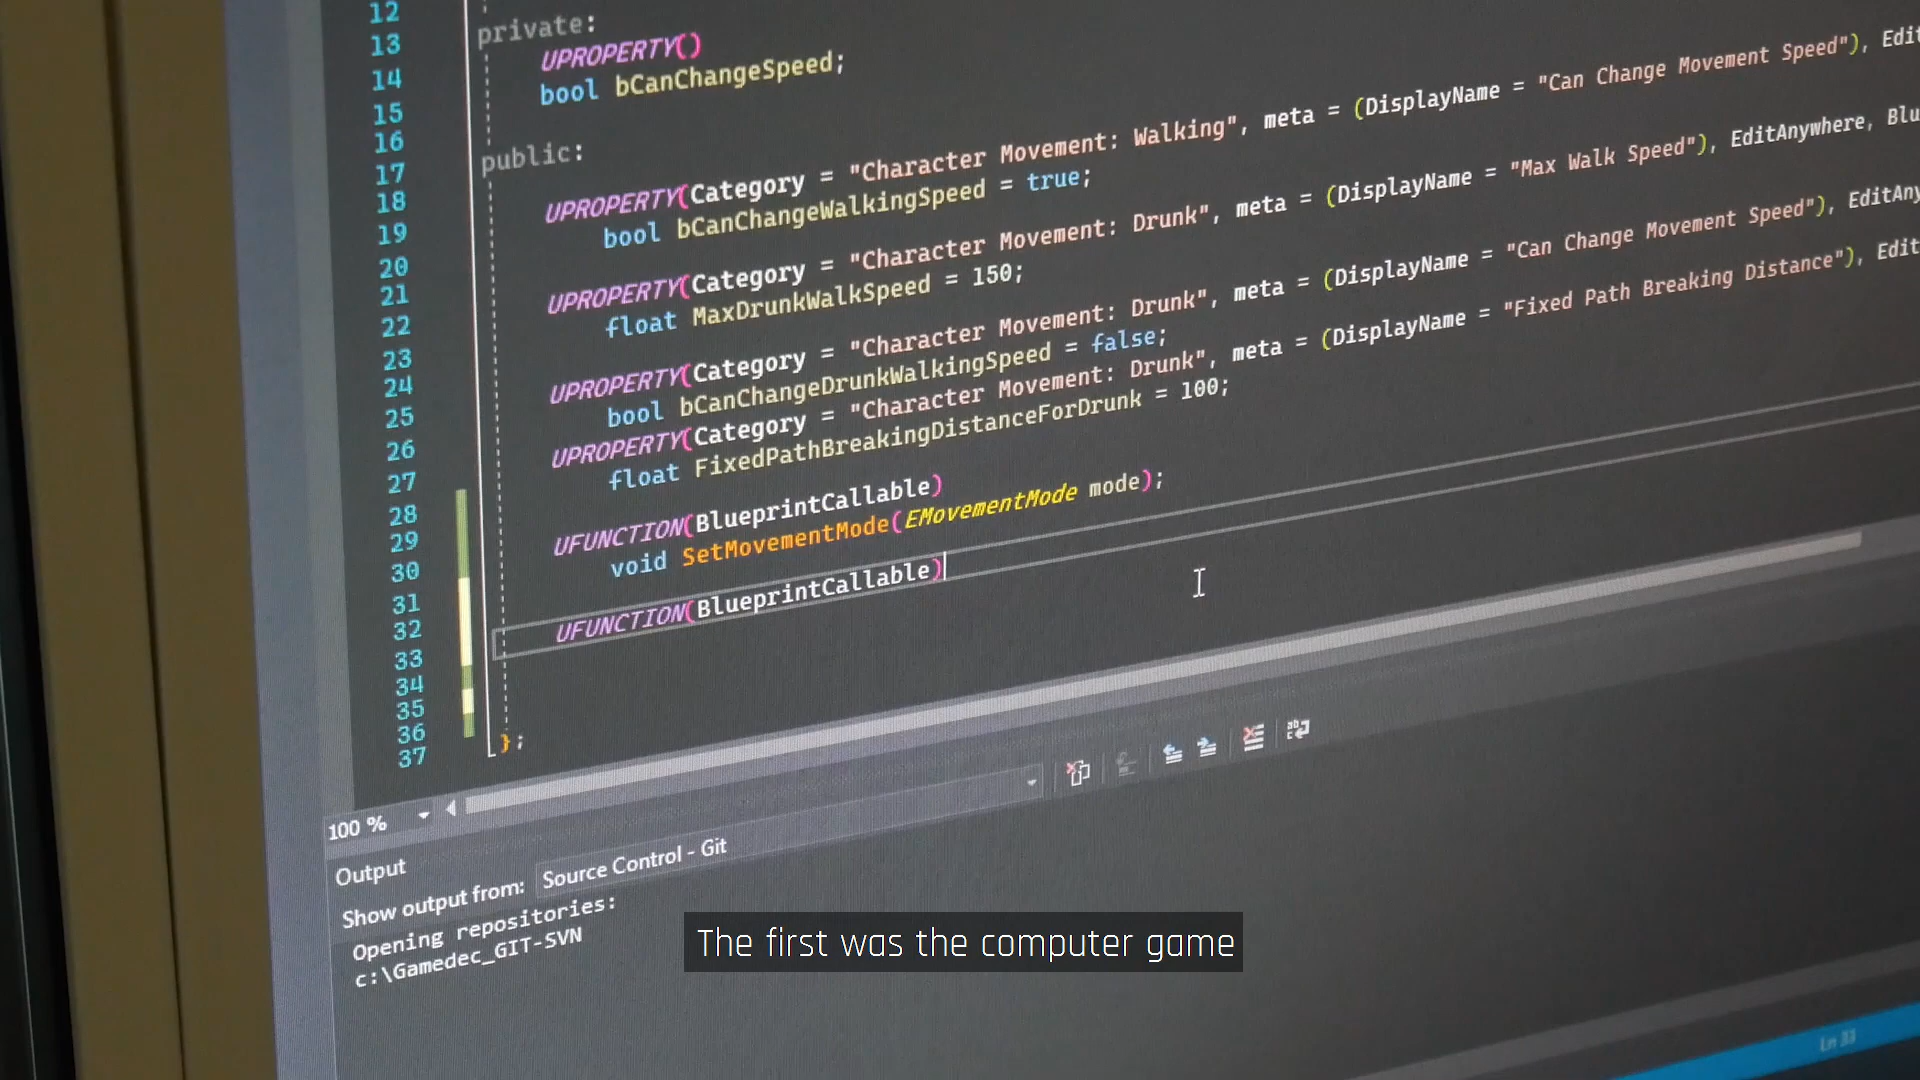 12
13 private:
14 UPROPERTY()
15 bool bCanChangeSpeed;
16
17 public:
18 UPROPERTY(Category = "Character Movement: Walking", meta = (DisplayName = "Can Change Movement Speed"), Edit
19 bool bCanChangeWalkingSpeed = true;
20
21 UPROPERTY(Category = "Character Movement: Drunk", meta = (DisplayName = "Max Walk Speed"), EditAnywhere, Blu
22 float MaxDrunkWalkSpeed = 150;
23
24 UPROPERTY(Category = "Character Movement: Drunk", meta = (DisplayName = "Can Change Movement Speed"), EditAny
25 bool bCanChangeDrunkWalkingSpeed = false;
26 UPROPERTY(Category = "Character Movement: Drunk", meta = (DisplayName = "Fixed Path Breaking Distance"), Edit
27 float FixedPathBreakingDistanceForDrunk = 100;
28
29 UFUNCTION(BlueprintCallable)
30 void SetMovementMode(EMovementMode mode);
31
32 UFUNCTION(BlueprintCallable)
33
34
35
36 };
37
100 %
Output
Show output from: Source Control - Git
Opening repositories:
c:\Gamedec_GIT-SVN
The first was the computer game
Ln 33